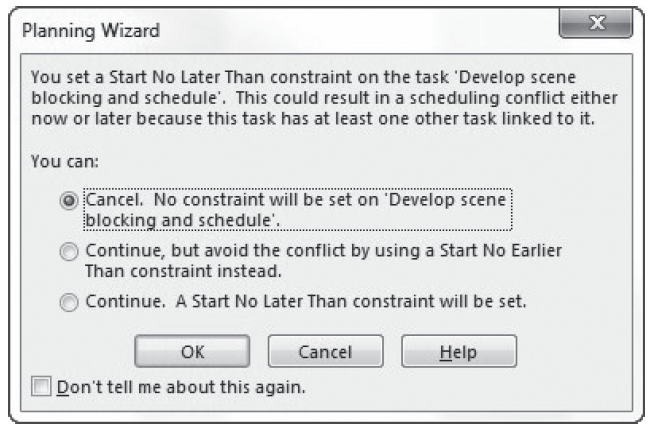 Planning Wizard
You set a Start No Later Than constraint on the task 'Develop scene
blocking and schedule'. This could result in a scheduling conflict either
now or later because this task has at least one other task linked to it.
You can:
Cancel. No constraint will be set on 'Develop scene
blocking and schedule'.
Continue, but avoid the conflict by using a Start No Earlier
Than constraint instead.
Continue. A Start No Later Than constraint will be set.
OK Cancel Help
Don't tell me about this again.